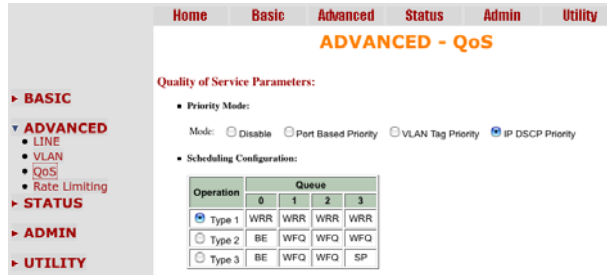 Home Basic Advanced Status Admin Utility
ADVANCED - QoS
Quality of Service Parameters:
BASIC
Priority Mode:
ADVANCED
Mode: Disable Port Based Priority VLAN Tag Priority IP DSCP Priority
LINE
VLAN
QoS
Rate Limiting
STATUS
ADMIN
UTILITY
Scheduling Configuration:
Operation Queue
0 1 2 3
Type 1 WRR WRR WRR WRR
Type 2 BE WFQ WFQ WFQ
Type 3 BE WFQ WFQ SP